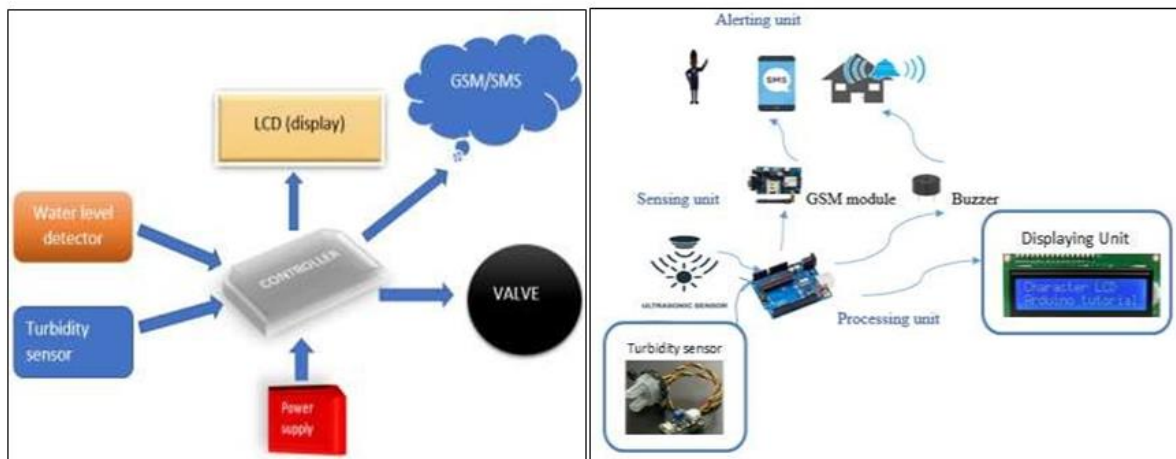 GSM/SMS
LCD (display)
Water level
detector
CONTROLLER
Turbidity
sensor
VALVE
Power
supply
Alerting unit
SMS
Sensing unit
GSM module
Buzzer
Displaying Unit
Character LCD
Arduino tutorial
ULTRASONIC SENSOR
Processing unit
Turbidity sensor